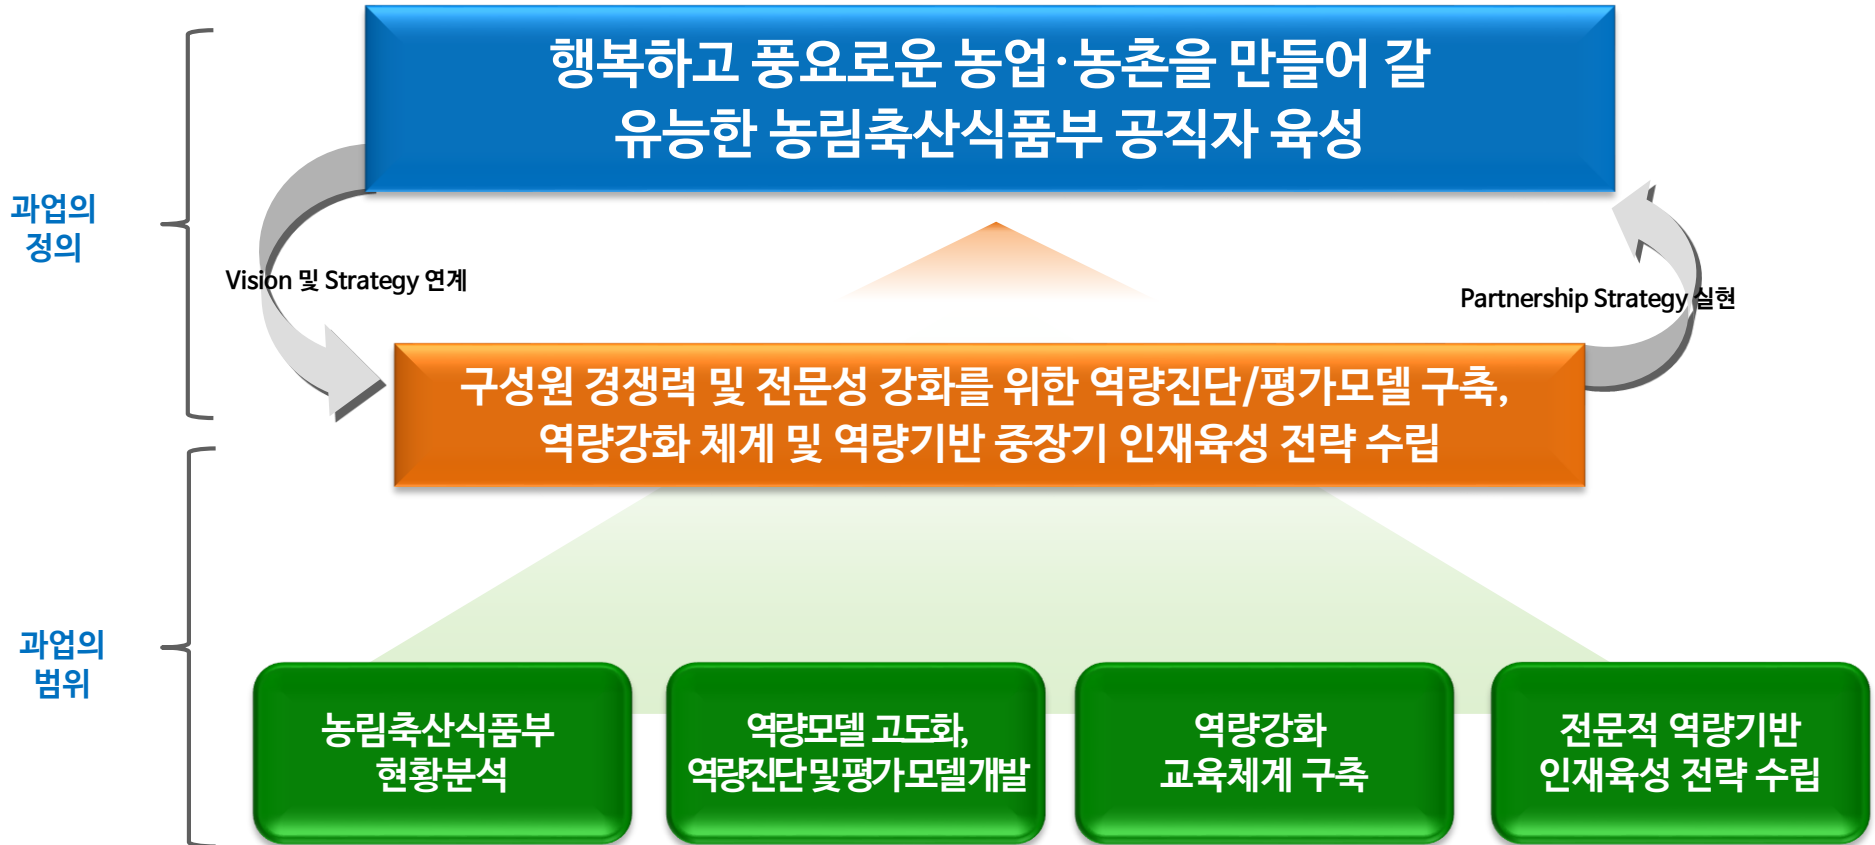 행복하고 풍요로운 농업·농촌을 만들어 갈
유능한 농림축산식품부 공직자 육성
과업의
정의
Vision 및 Strategy 연계
Partnership Strategy 실현
구성원 경쟁력 및 전문성 강화를 위한 역량진단/평가모델 구축,
역량강화 체계 및 역량기반 중장기 인재육성 전략 수립
과업의
범위
농림축산식품부
현황분석
역량모델 고도화,
역량진단 및 평가 모델 개발
역량강화
교육체계 구축
전문적 역량기반
인재육성 전략 수립